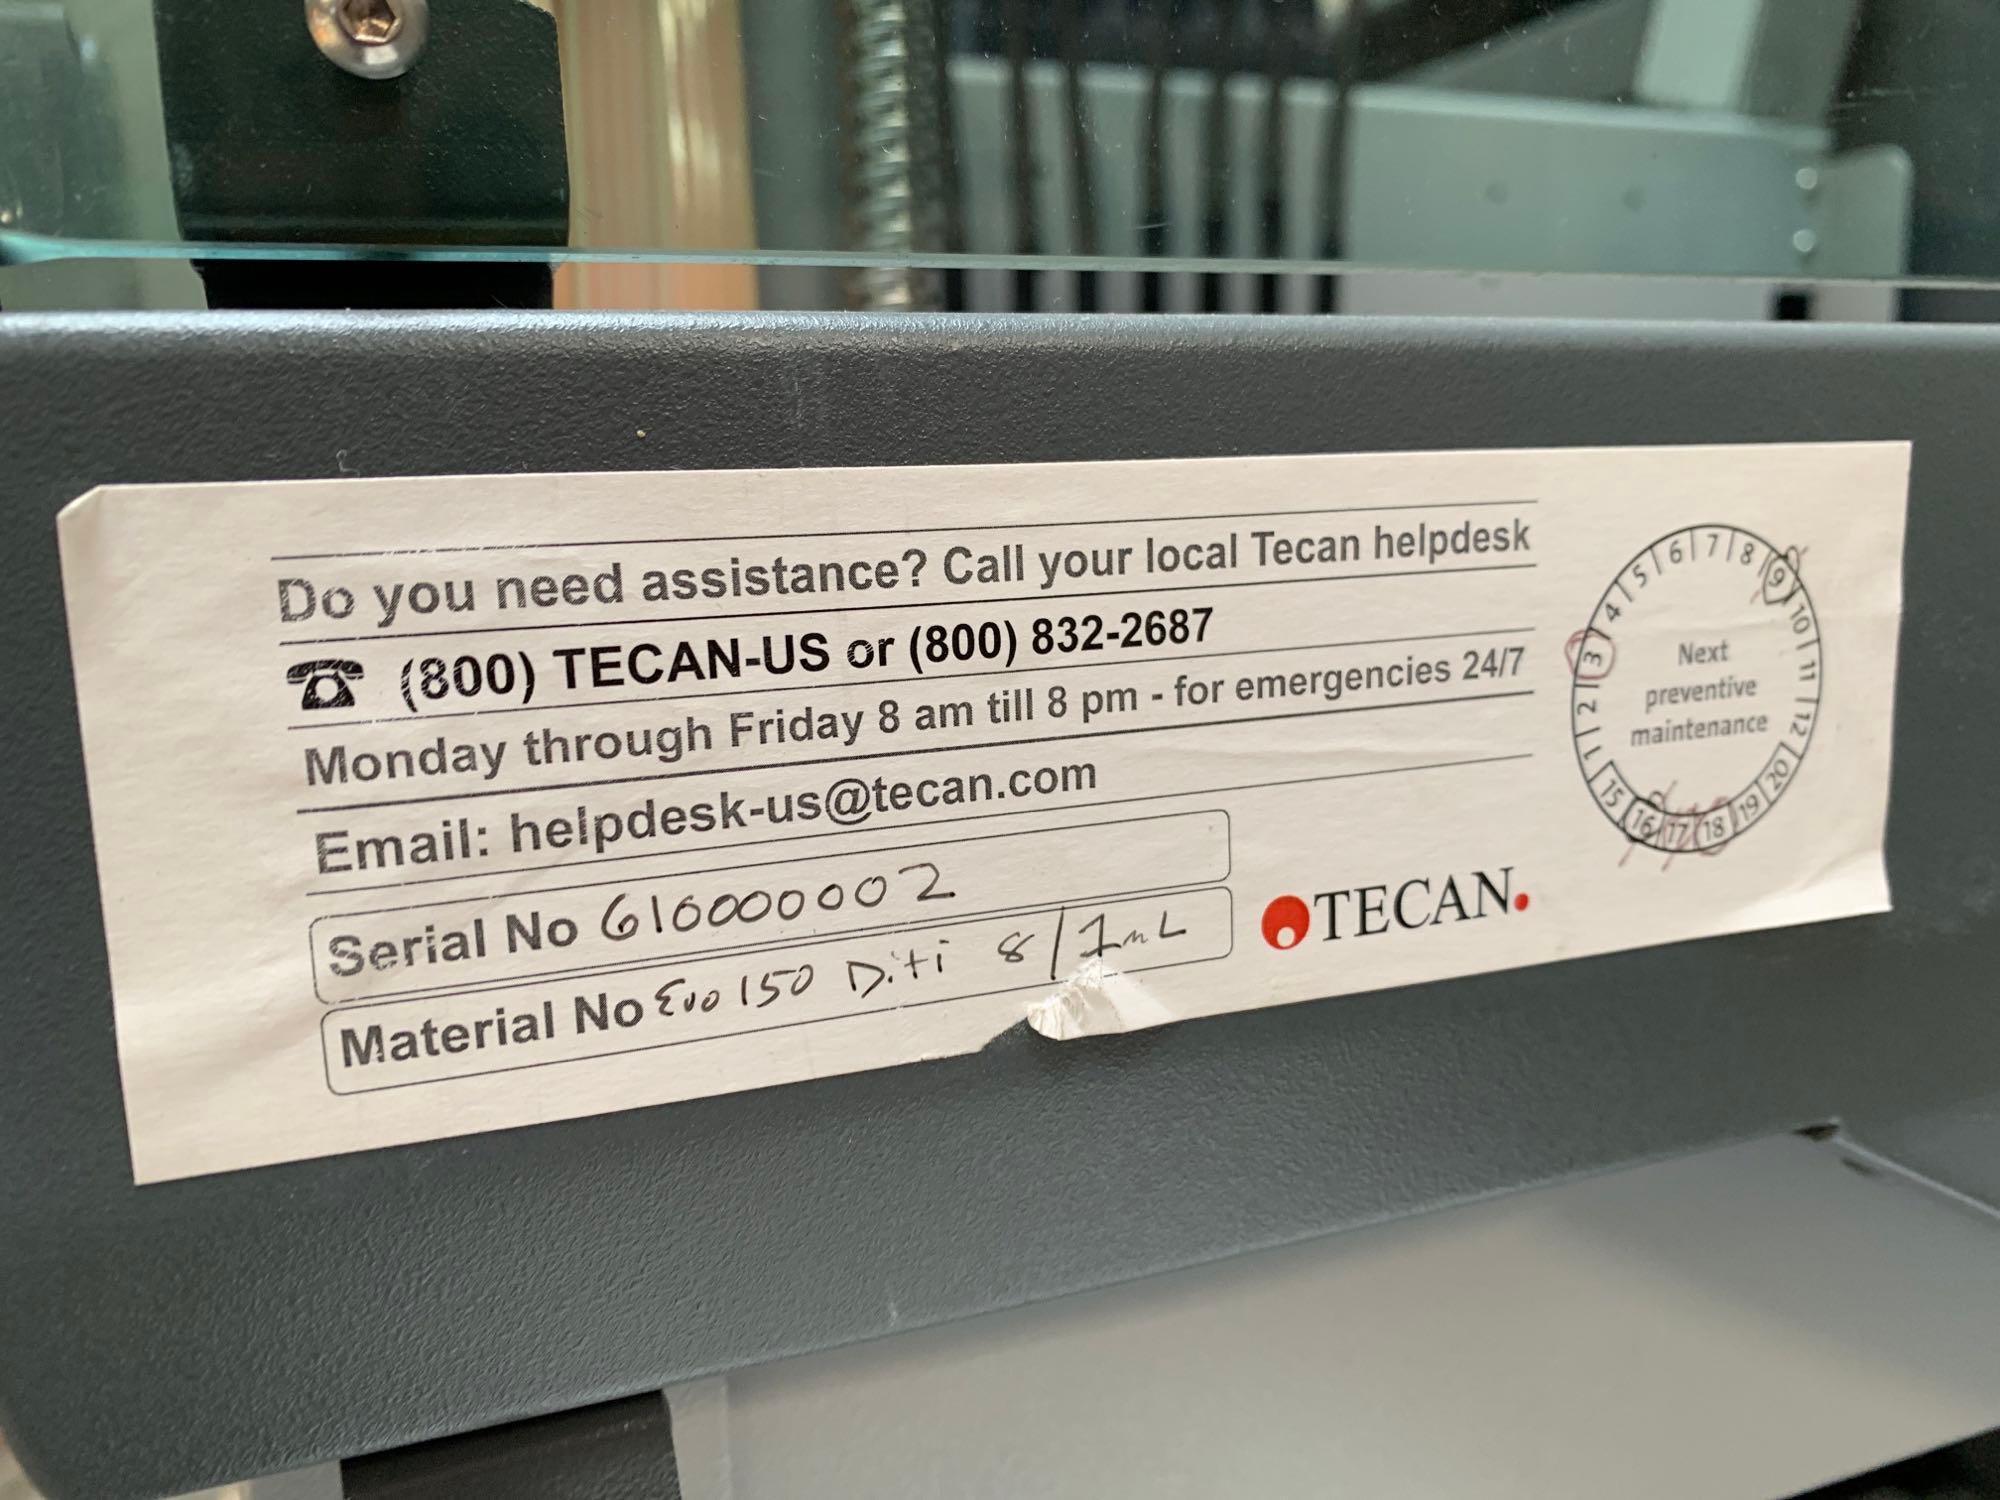 Do you need assistance? Call your local Tecan helpdesk
☎ (800) TECAN-US or (800) 832-2687
Monday through Friday 8 am till 8 pm - for emergencies 24/7
Email: helpdesk-us@tecan.com
Serial No 610000002
Material No Evo 150 Diti 8/1mL
TECAN.
1 2 3 4 5 6 7 8 9 10 11 12
Next
preventive
maintenance
15 16 17 18 19 20